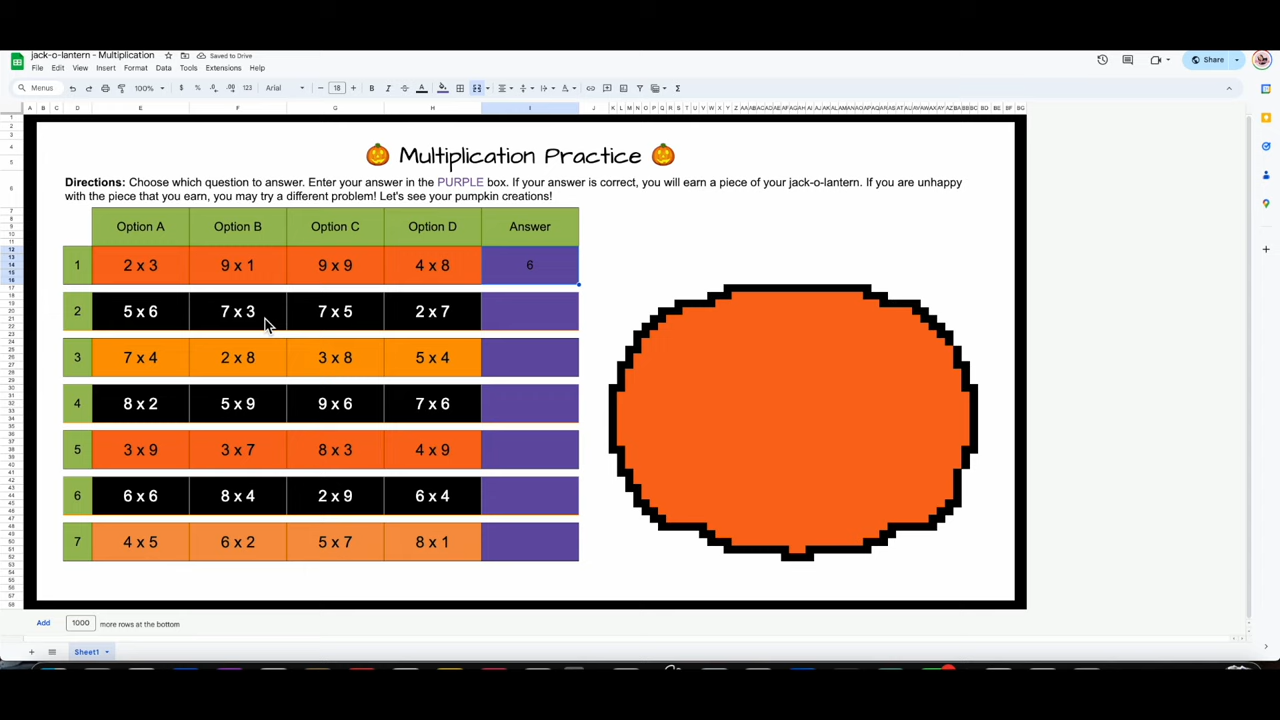 jack-o-lantern - Multiplication Saved to Drive
File Edit View Insert Format Data Tools Extensions Help
Share
Menus 100% $ % .0 .00 123 Arial 18 B I A
Multiplication Practice
Directions: Choose which question to answer. Enter your answer in the PURPLE box. If your answer is correct, you will earn a piece of your jack-o-lantern. If you are unhappy
with the piece that you earn, you may try a different problem! Let's see your pumpkin creations!
Option A Option B Option C Option D Answer
1 2 x 3 9 x 1 9 x 9 4 x 8 6
2 5 x 6 7 x 3 7 x 5 2 x 7
3 7 x 4 2 x 8 3 x 8 5 x 4
4 8 x 2 5 x 9 9 x 6 7 x 6
5 3 x 9 3 x 7 8 x 3 4 x 9
6 6 x 6 8 x 4 2 x 9 6 x 4
7 4 x 5 6 x 2 5 x 7 8 x 1
Add 1000 more rows at the bottom
Sheet1